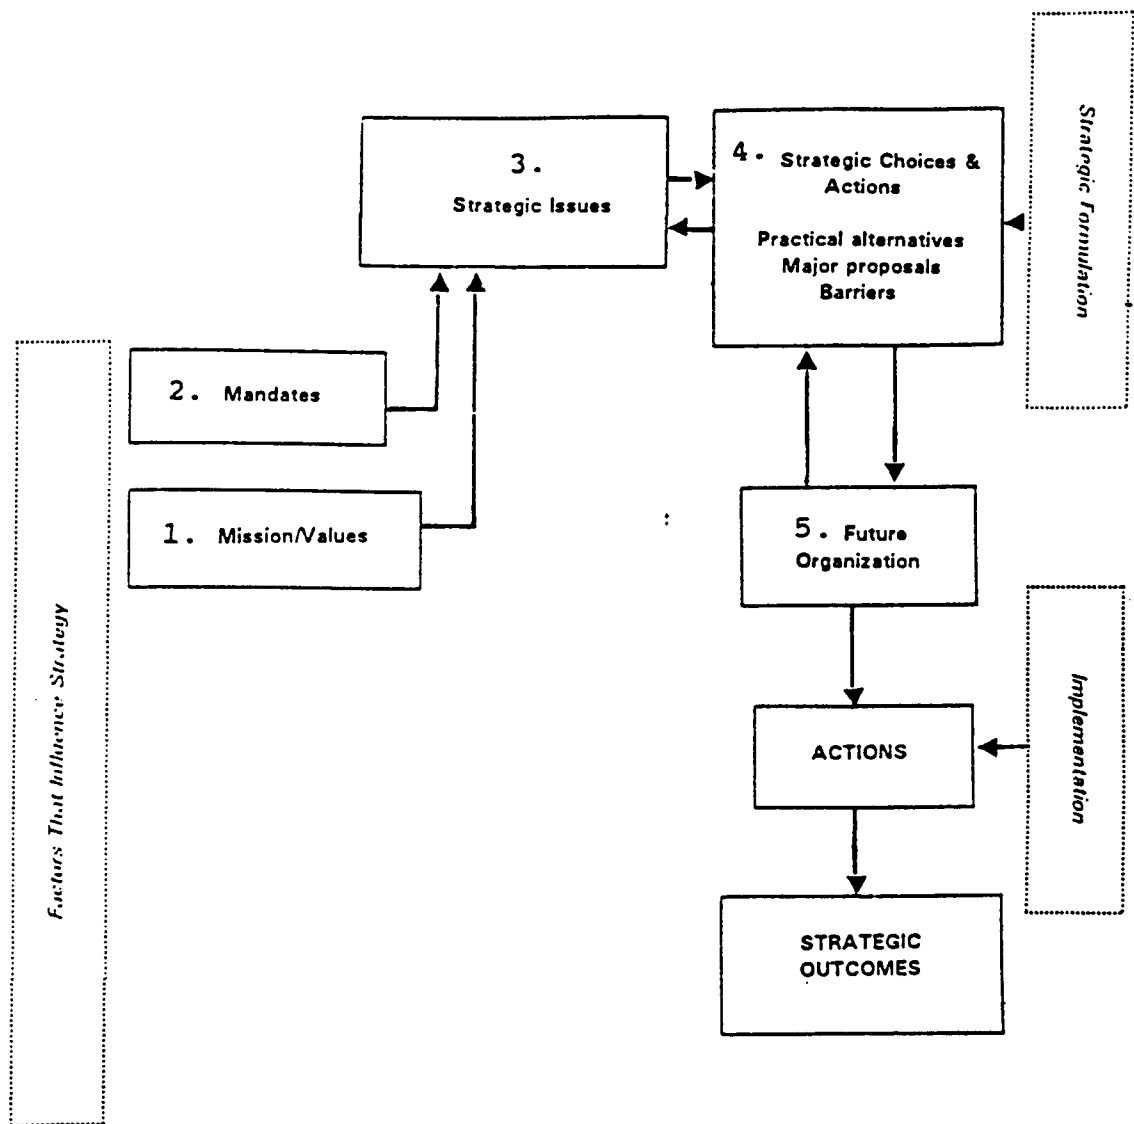 3.
Strategic Issues
4. Strategic Choices &
Actions
Practical alternatives
Major proposals
Barriers
Strategic Formulation
2. Mandates
1. Mission/Values
5. Future
Organization
Factors That Influence Strategy
ACTIONS
Implementation
STRATEGIC
OUTCOMES